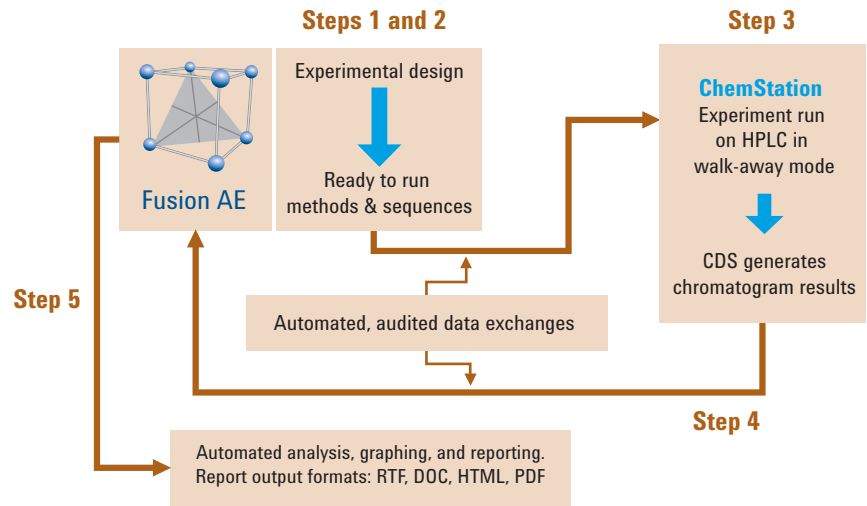 Steps 1 and 2
Step 3
Fusion AE
Experimental design
Ready to run
methods & sequences
ChemStation
Experiment run
on HPLC in
walk-away mode
CDS generates
chromatogram results
Step 5
Automated, audited data exchanges
Step 4
Automated analysis, graphing, and reporting.
Report output formats: RTF, DOC, HTML, PDF